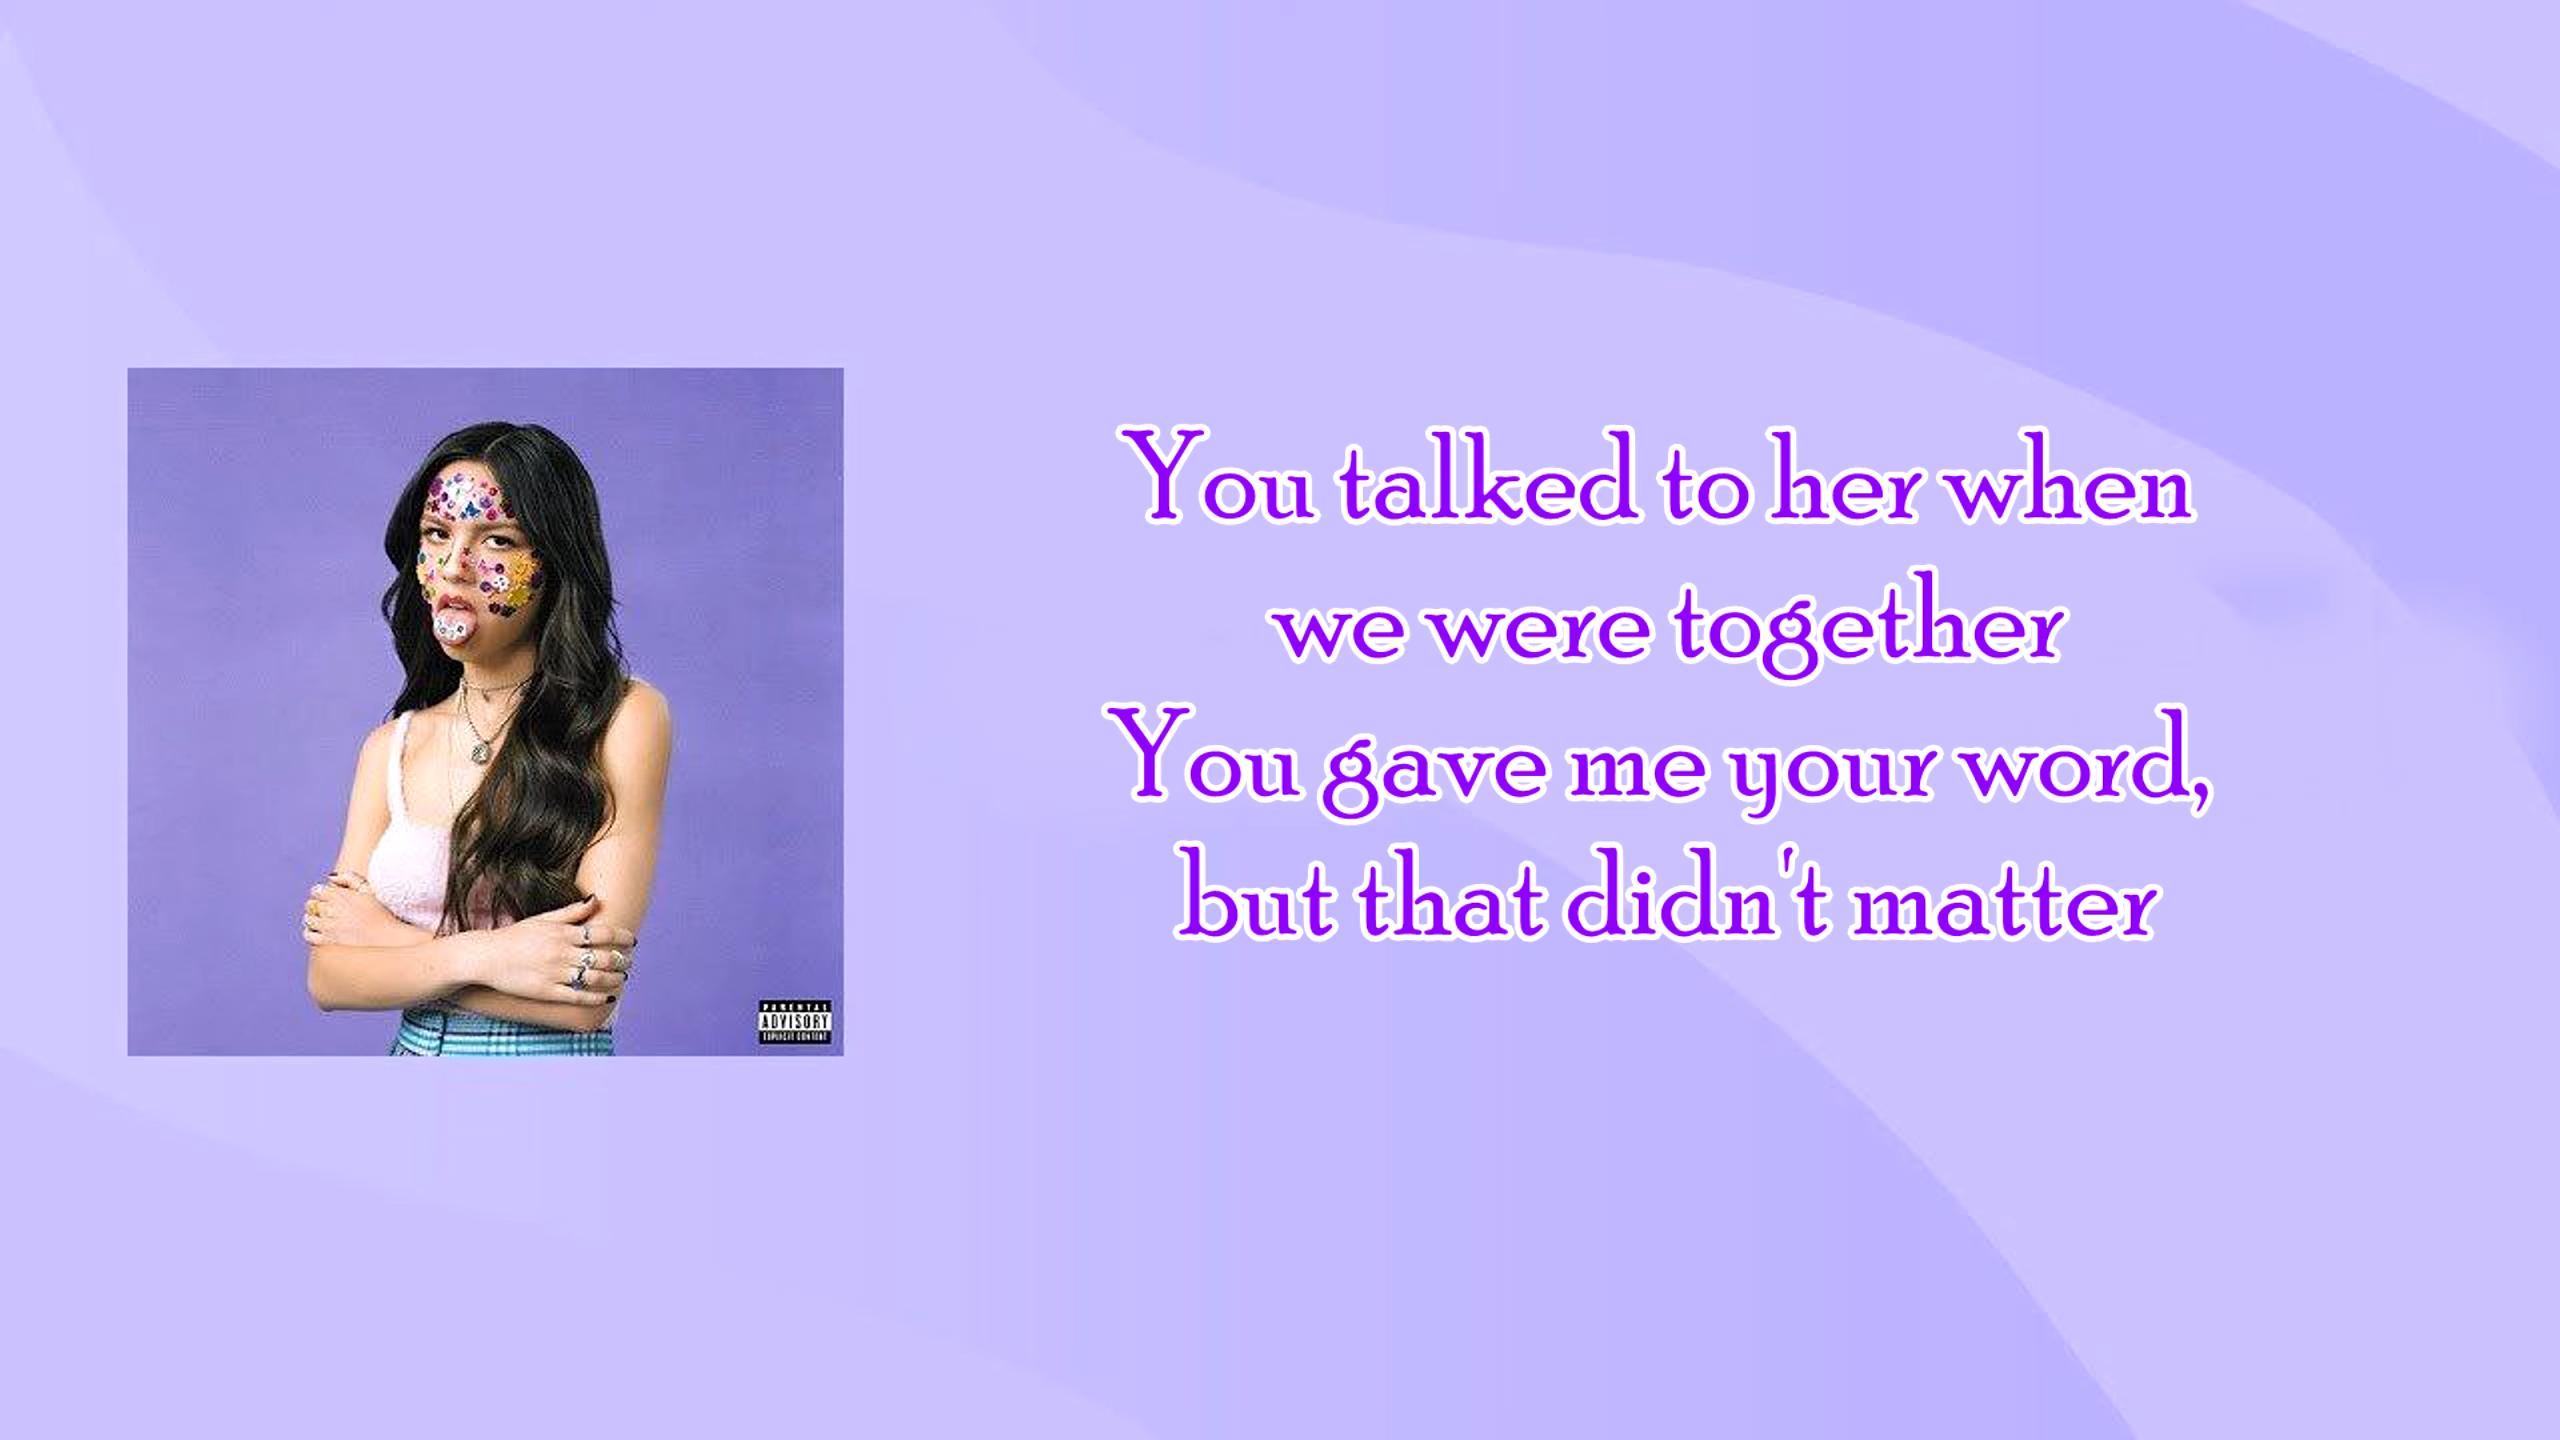 You talked to her when
we were together
You gave me your word,
but that didn't matter
PARENTAL
ADVISORY
EXPLICIT CONTENT